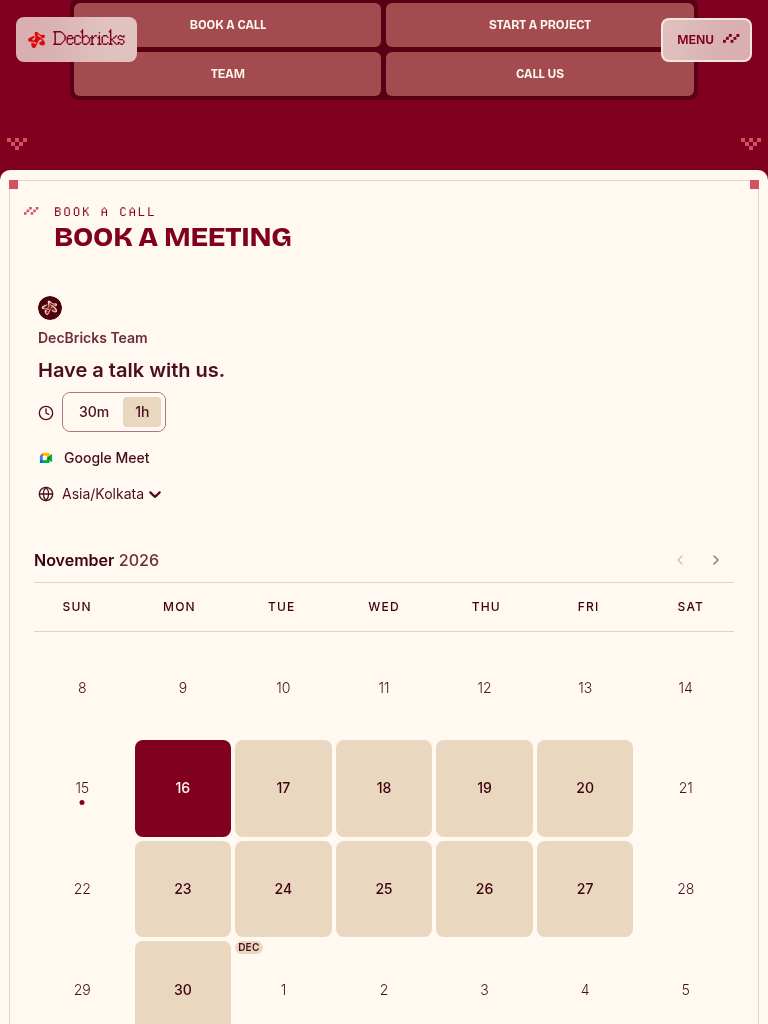 BOOK A CALL START A PROJECT
Decbricks MENU
TEAM CALL US
BOOK A CALL
BOOK A MEETING
DecBricks Team
Have a talk with us.
30m 1h
Google Meet
Asia/Kolkata
November 2026
SUN MON TUE WED THU FRI SAT
8 9 10 11 12 13 14
15 16 17 18 19 20 21
22 23 24 25 26 27 28
DEC
29 30 1 2 3 4 5